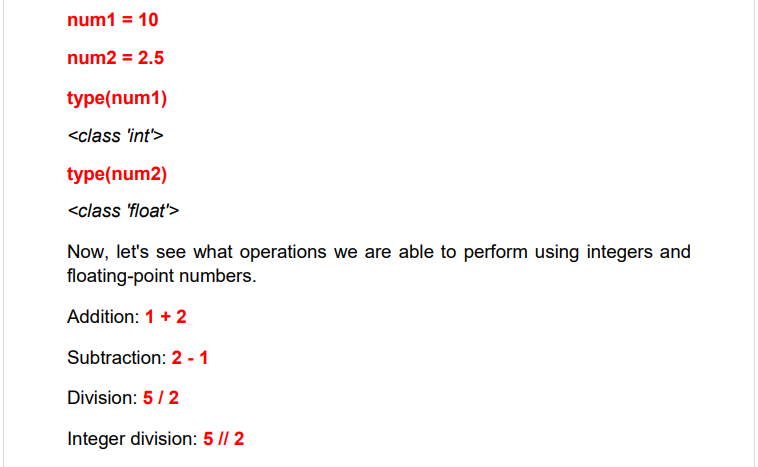 num1 = 10
num2 = 2.5
type(num1)
<class 'int'>
type(num2)
<class 'float'>
Now, let's see what operations we are able to perform using integers and
floating-point numbers.
Addition: 1 + 2
Subtraction: 2 - 1
Division: 5 / 2
Integer division: 5 // 2